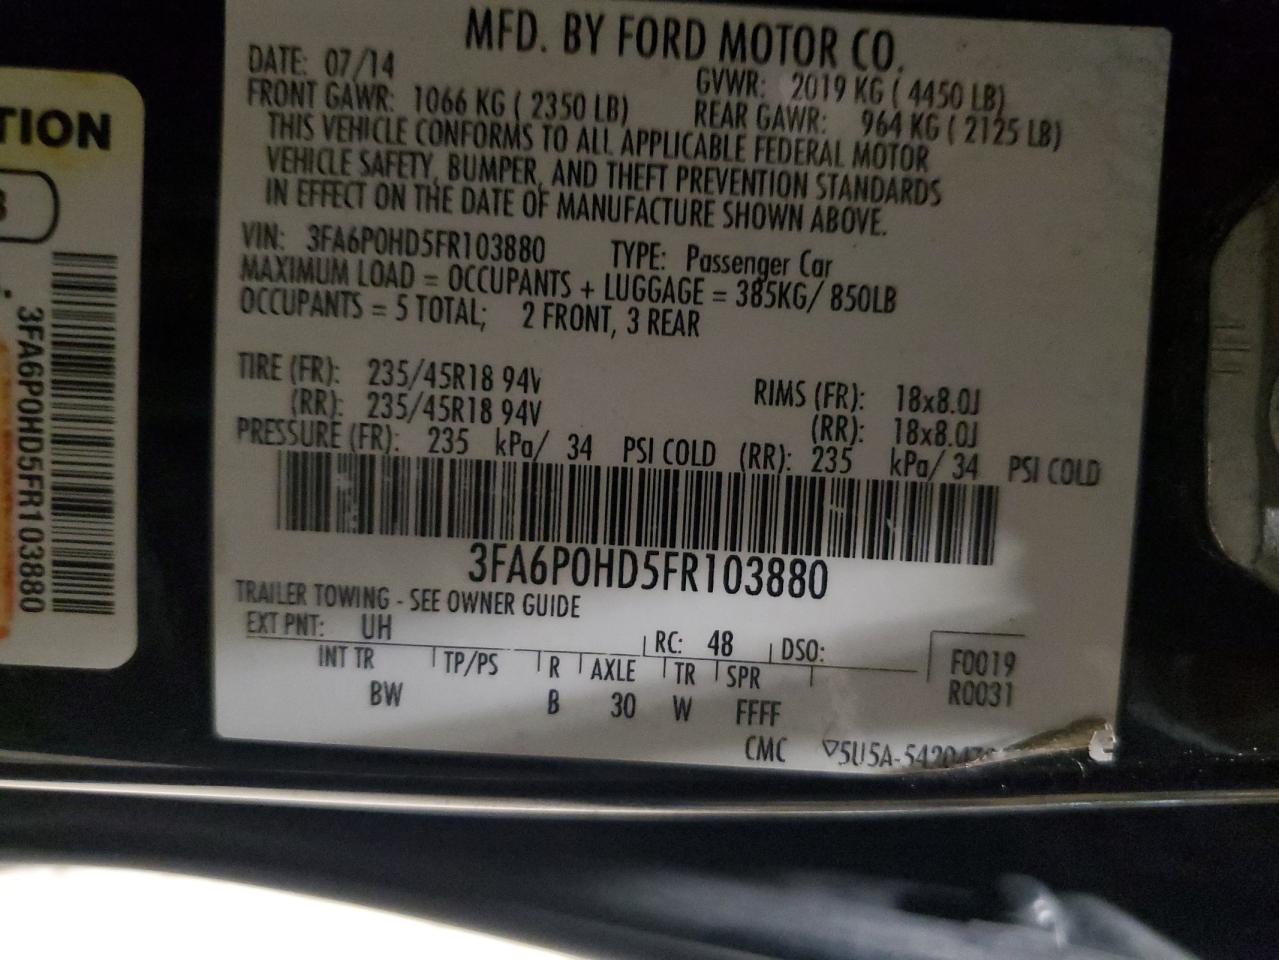 MFD. BY FORD MOTOR CO.
DATE: 07/14 GVWR: 2019 KG ( 4450 LB)
FRONT GAWR: 1066 KG ( 2350 LB) REAR GAWR: 964 KG ( 2125 LB)
THIS VEHICLE CONFORMS TO ALL APPLICABLE FEDERAL MOTOR
VEHICLE SAFETY, BUMPER, AND THEFT PREVENTION STANDARDS
IN EFFECT ON THE DATE OF MANUFACTURE SHOWN ABOVE.
VIN: 3FA6P0HD5FR103880 TYPE: Passenger Car
MAXIMUM LOAD = OCCUPANTS + LUGGAGE = 385KG/ 850LB
OCCUPANTS = 5 TOTAL; 2 FRONT, 3 REAR
TIRE (FR): 235/45R18 94V RIMS (FR): 18x8.0J
(RR): 235/45R18 94V (RR): 18x8.0J
PRESSURE (FR): 235 kPa/ 34 PSI COLD (RR): 235 kPa/ 34 PSI COLD
3FA6P0HD5FR103880
TRAILER TOWING - SEE OWNER GUIDE
EXT PNT: UH RC: 48 DSO:
INT TR TP/PS R AXLE TR SPR
BW B 30 W FFFF
F0019
R0031
CMC ▽5U5A-54204
TION
3FA6P0HD5FR103880